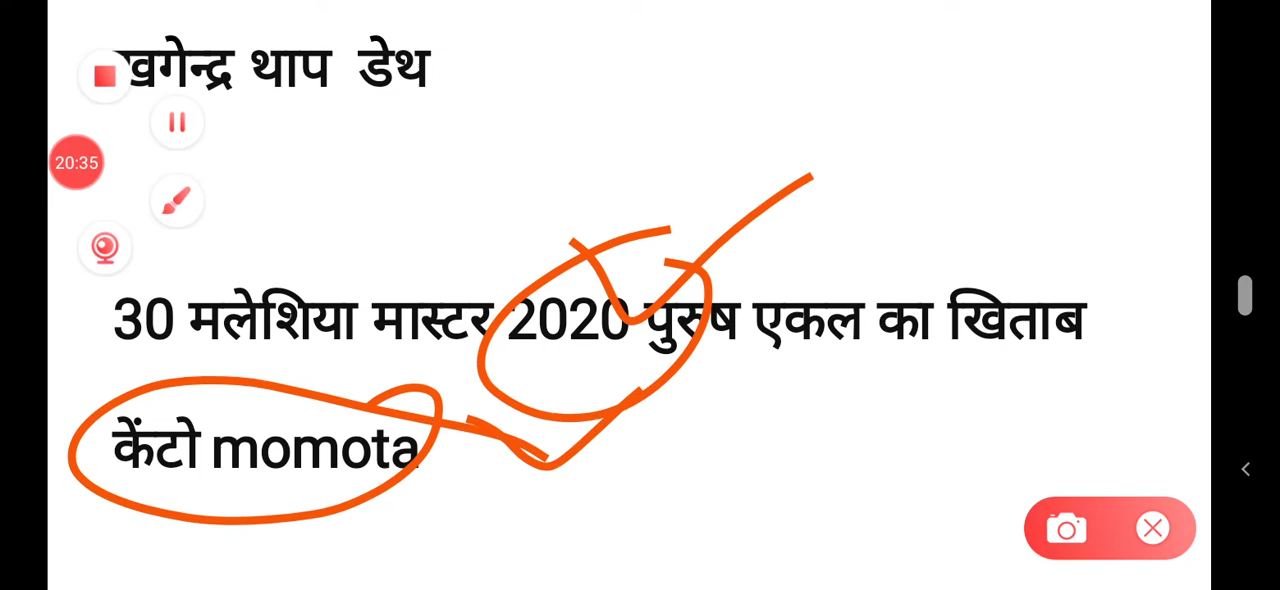 खगेन्द्र थाप डेथ
20:35
30 मलेशिया मास्टर 2020 पुरुष एकल का खिताब
केंटो momota